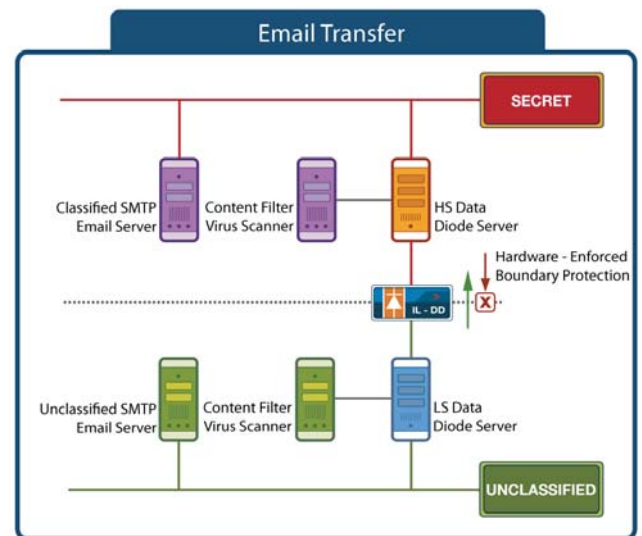 Email Transfer
SECRET
Classified SMTP
Email Server
Content Filter
Virus Scanner
HS Data
Diode Server
Hardware - Enforced
Boundary Protection
X
IL - DD
Unclassified SMTP
Email Server
Content Filter
Virus Scanner
LS Data
Diode Server
UNCLASSIFIED